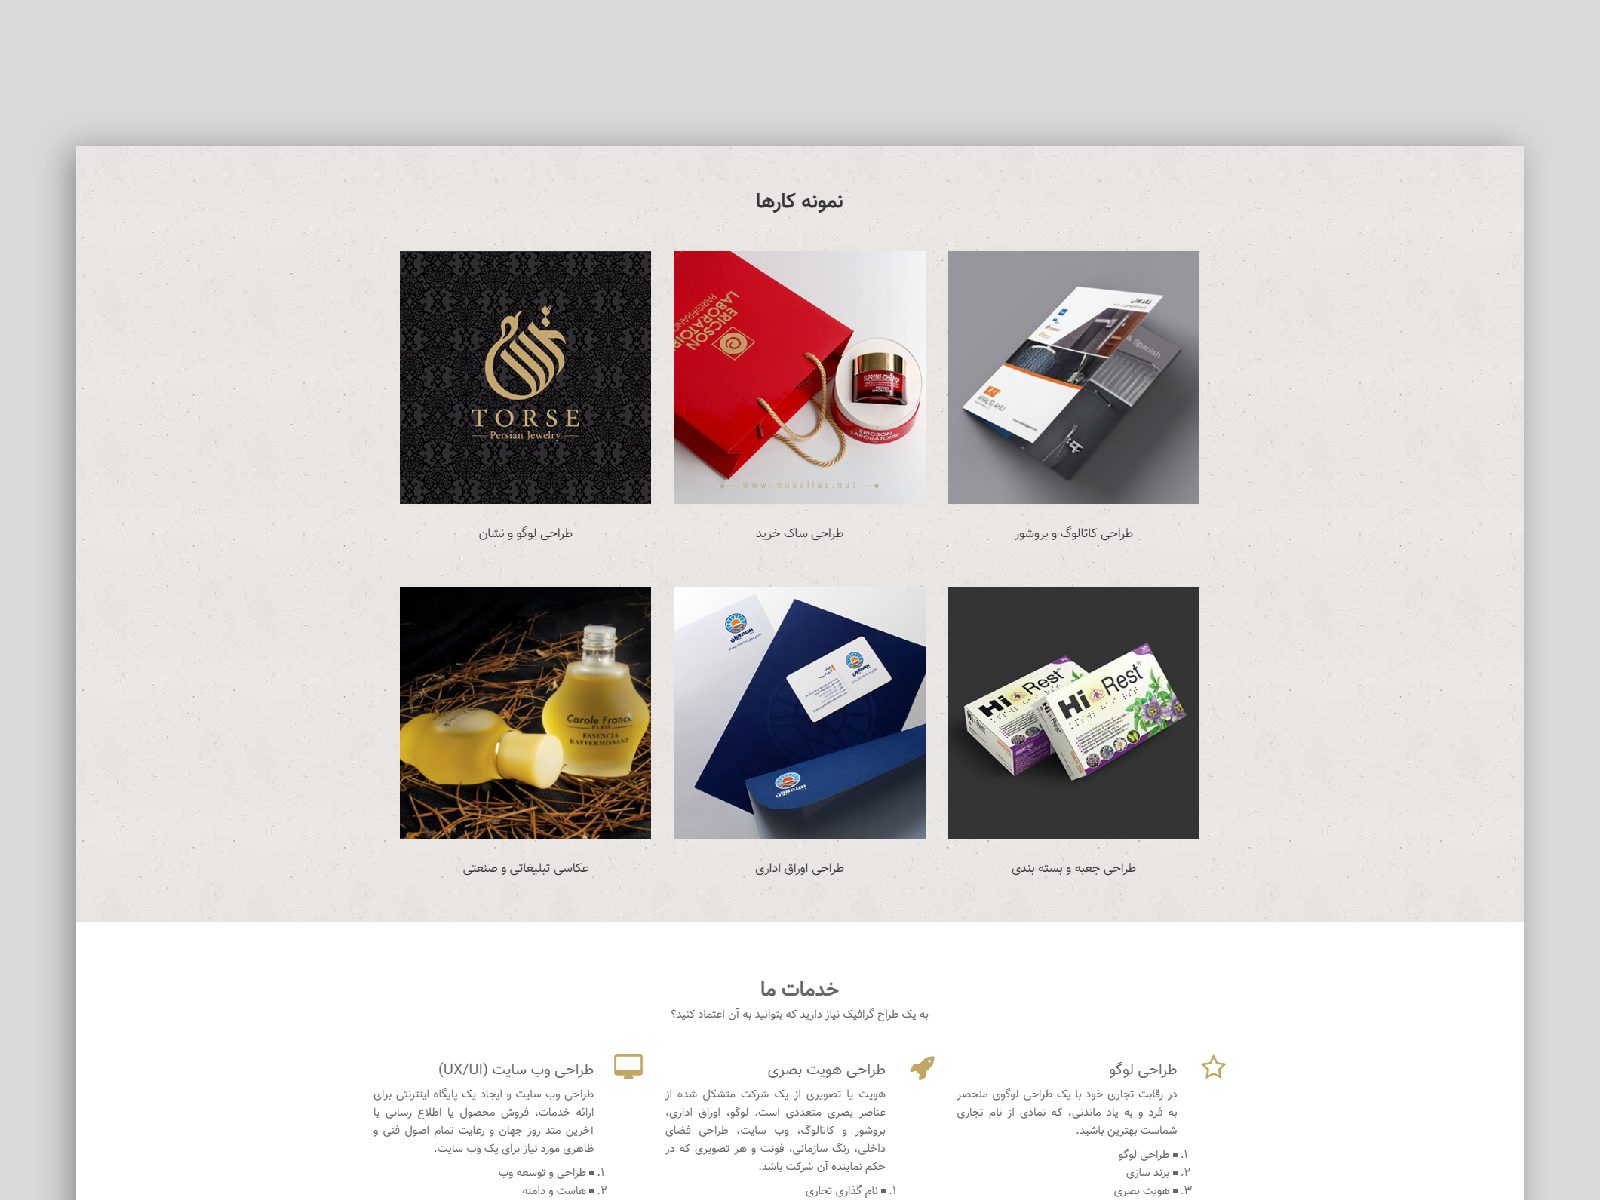 نمونه کارها
& Spanish
ERICSON
LABORATOIRE
SUPREME
ERICSON
LABORATOIRE
www.mosallas.net
TORSE
Persian Jewelry
طراحی کاتالوگ و بروشور
طراحی ساک خرید
طراحی لوگو و نشان
Hi Rest
Hi Rest
Carole Franck
PARIS
ESSENCIA
RAFFERMISSANT
طراحی جعبه و بسته بندی
طراحی اوراق اداری
عکاسی تبلیغاتی و صنعتی
خدمات ما
به یک طراح گرافیک نیاز دارید که بتوانید به آن اعتماد کنید؟
طراحی لوگو
در رقابت تجاری خود با یک طراحی لوگوی منحصر
به فرد و به یاد ماندنی، که نمادی از نام تجاری
شماست بهترین باشید.
۱. ▪ طراحی لوگو
۲. ▪ برند سازی
۳. ▪ هویت بصری
طراحی هویت بصری
هویت یا تصویری از یک شرکت متشکل شده از
عناصر بصری متعددی است. لوگو، اوراق اداری،
بروشور و کاتالوگ، وب سایت، طراحی فضای
داخلی، رنگ سازمانی، فونت و هر تصویری که در
حکم نماینده آن شرکت باشد.
۱. ▪ نام گذاری تجاری
طراحی وب سایت (UX/UI)
طراحی وب سایت و ایجاد یک پایگاه اینترنتی برای
ارائه خدمات، فروش محصول یا اطلاع رسانی با
آخرین متد روز جهان و رعایت تمام اصول فنی و
ظاهری مورد نیاز برای یک وب سایت.
۱. ▪ طراحی و توسعه وب
۲. ▪ هاست و دامنه